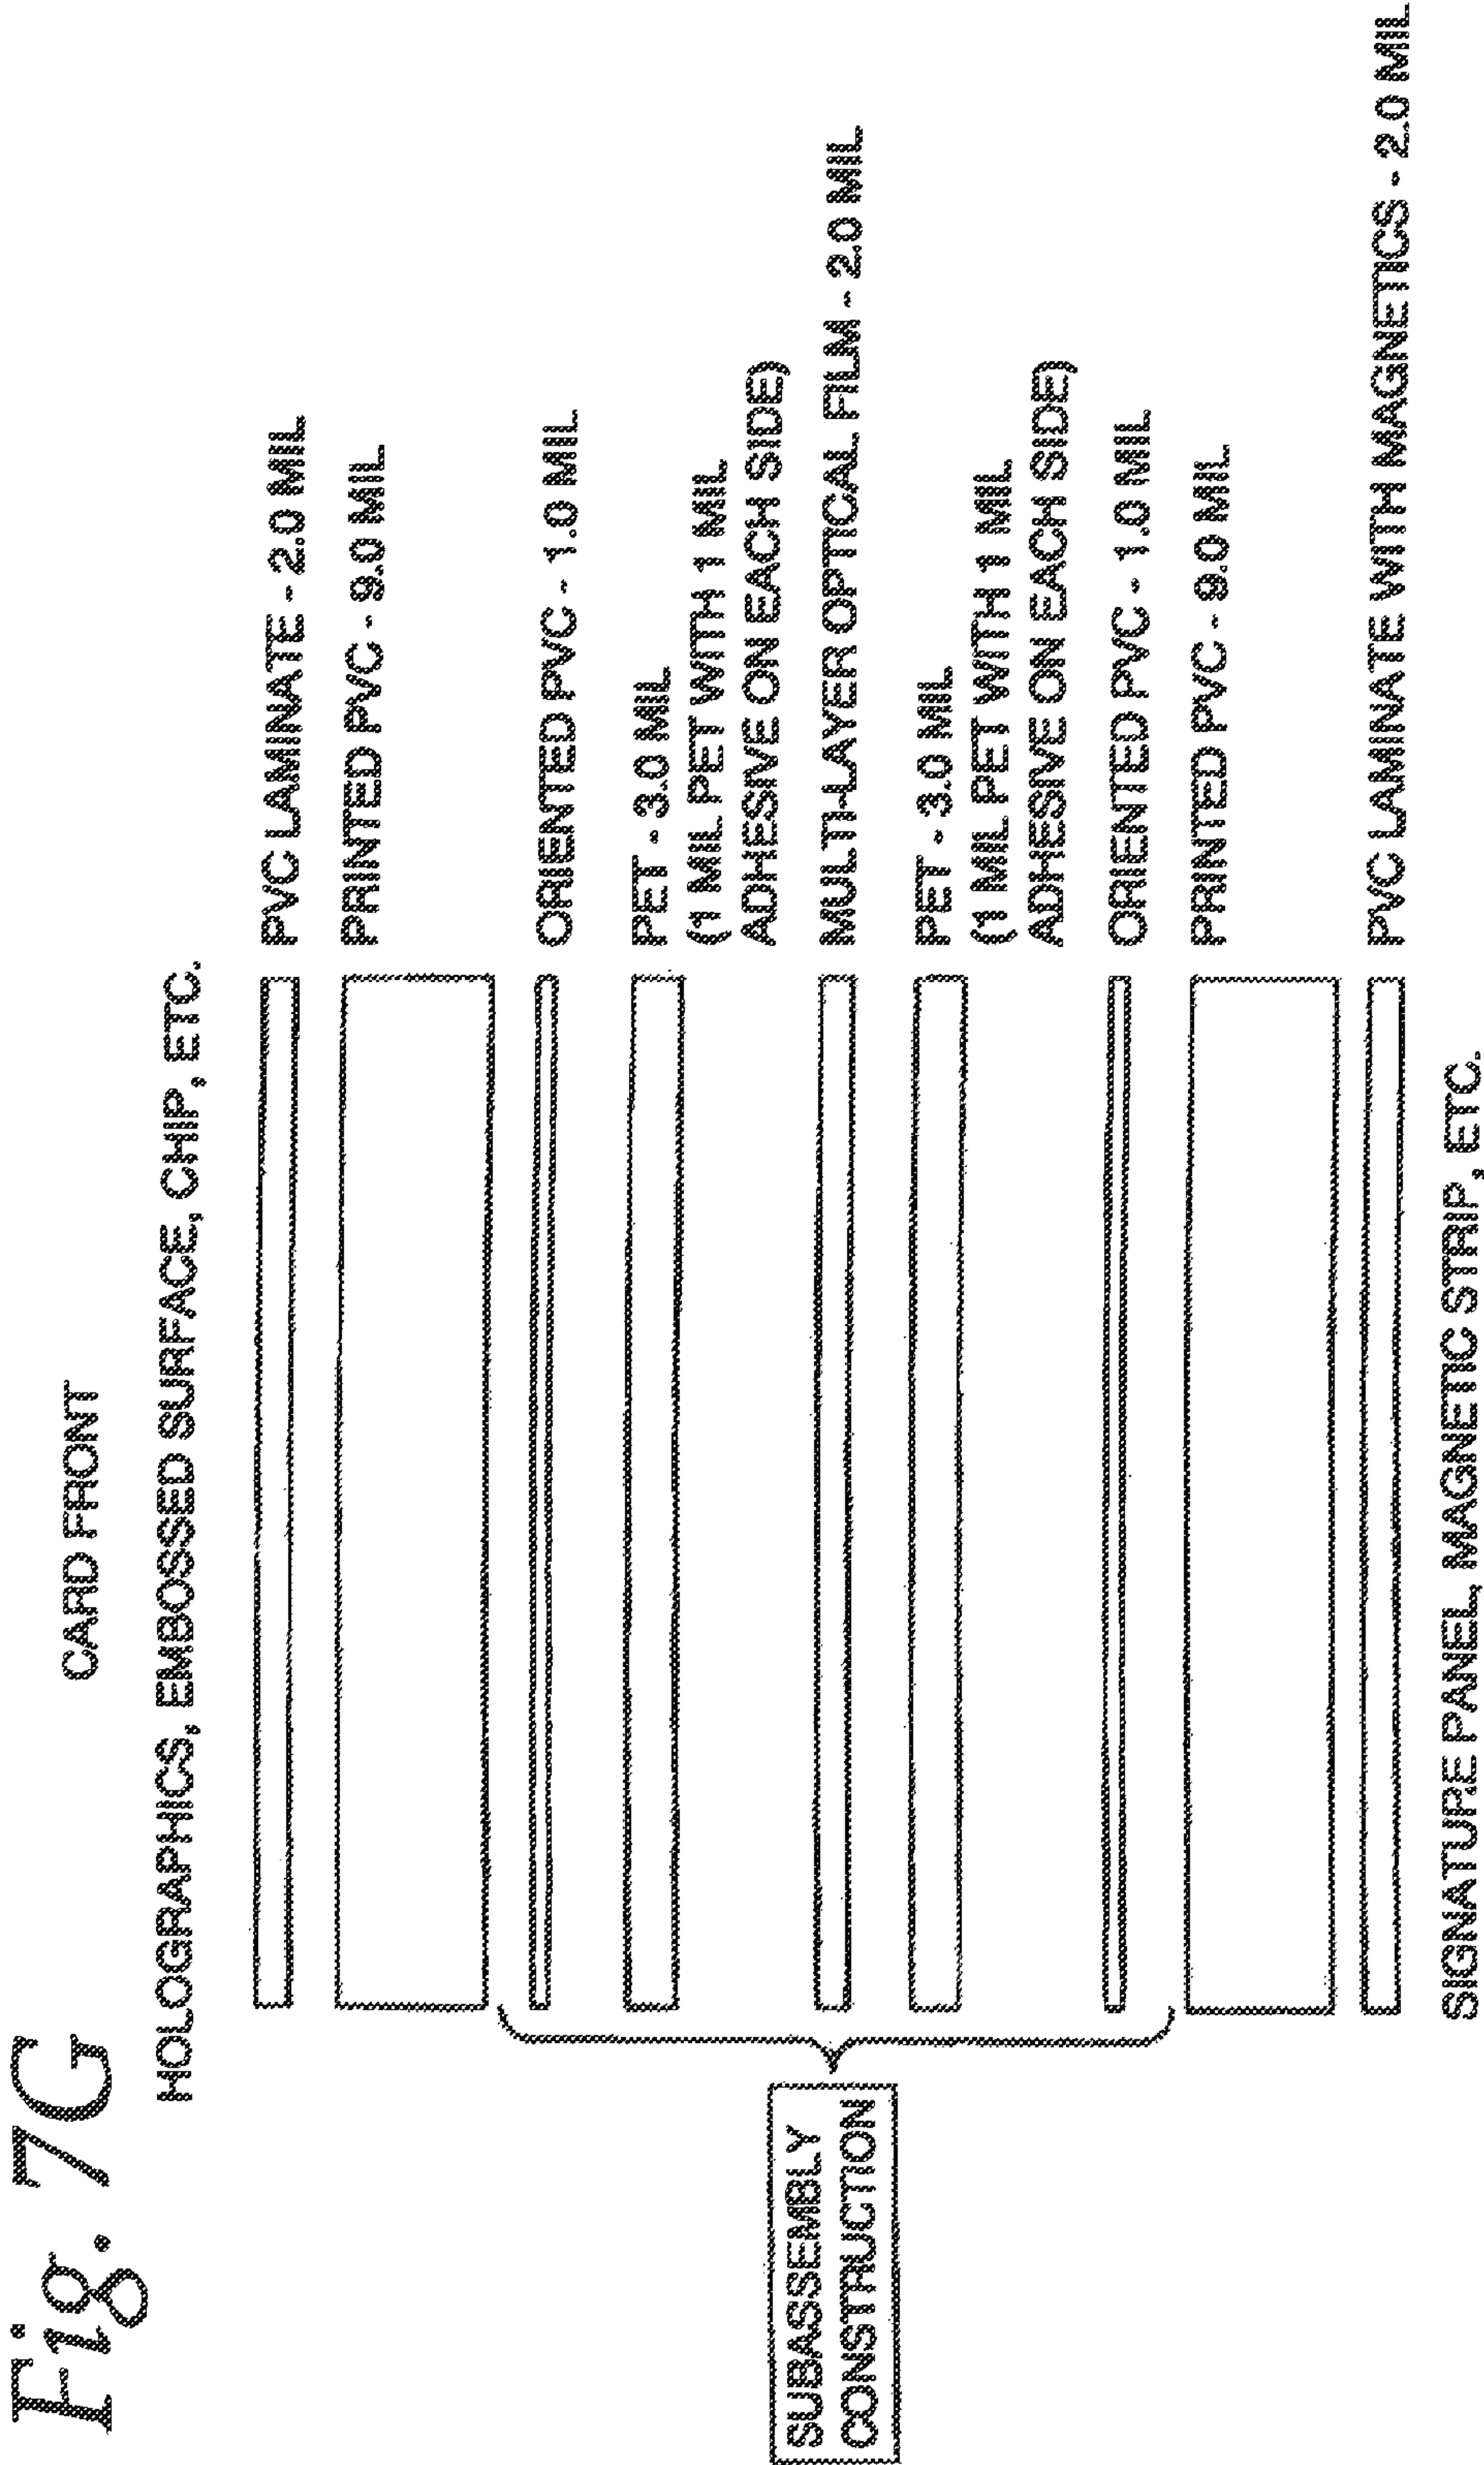 Fig. 7G
CARD FRONT
HOLOGRAPHICS, EMBOSSED SURFACE, CHIP, ETC.
PVC LAMINATE - 2.0 MIL
PRINTED PVC - 9.0 MIL
ORIENTED PVC - 1.0 MIL
PET - 3.0 MIL
(1 MIL PET WITH 1 MIL
ADHESIVE ON EACH SIDE)
SUBASSEMBLY
CONSTRUCTION
MULTI-LAYER OPTICAL FILM - 2.0 MIL
PET - 3.0 MIL
(1 MIL PET WITH 1 MIL
ADHESIVE ON EACH SIDE)
ORIENTED PVC - 1.0 MIL
PRINTED PVC - 9.0 MIL
PVC LAMINATE WITH MAGNETICS - 2.0 MIL
SIGNATURE PANEL, MAGNETIC STRIP, ETC.